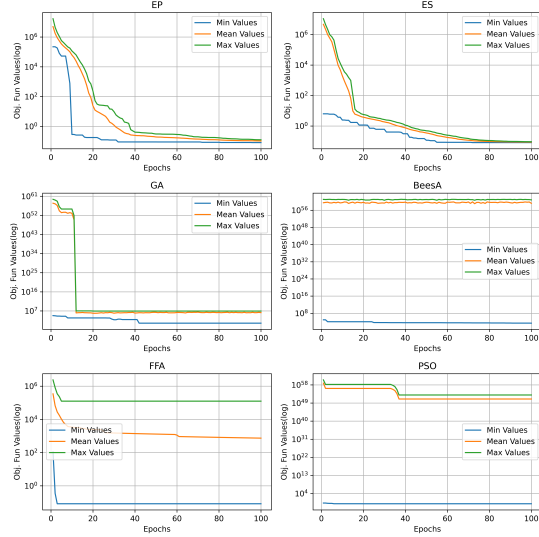 EP
Obj. Fun Values(log)
10^6
10^4
10^2
10^0
Min Values
Mean Values
Max Values
0 20 40 60 80 100
Epochs
ES
Obj. Fun Values(log)
10^6
10^4
10^2
10^0
Min Values
Mean Values
Max Values
0 20 40 60 80 100
Epochs
GA
Obj. Fun Values(log)
10^61
10^52
10^43
10^34
10^25
10^16
10^7
Min Values
Mean Values
Max Values
0 20 40 60 80 100
Epochs
BeesA
Obj. Fun Values(log)
10^56
10^48
10^40
10^32
10^24
10^16
10^8
Min Values
Mean Values
Max Values
0 20 40 60 80 100
Epochs
FFA
Obj. Fun Values(log)
10^6
10^4
10^2
10^0
Min Values
Mean Values
Max Values
0 20 40 60 80 100
Epochs
PSO
Obj. Fun Values(log)
10^58
10^49
10^40
10^31
10^22
10^13
10^4
Min Values
Mean Values
Max Values
0 20 40 60 80 100
Epochs